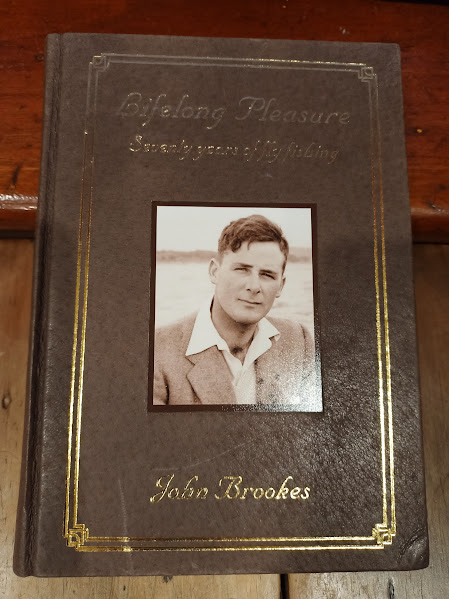 Lifelong Pleasure
Seventy years of fly fishing
John Brookes